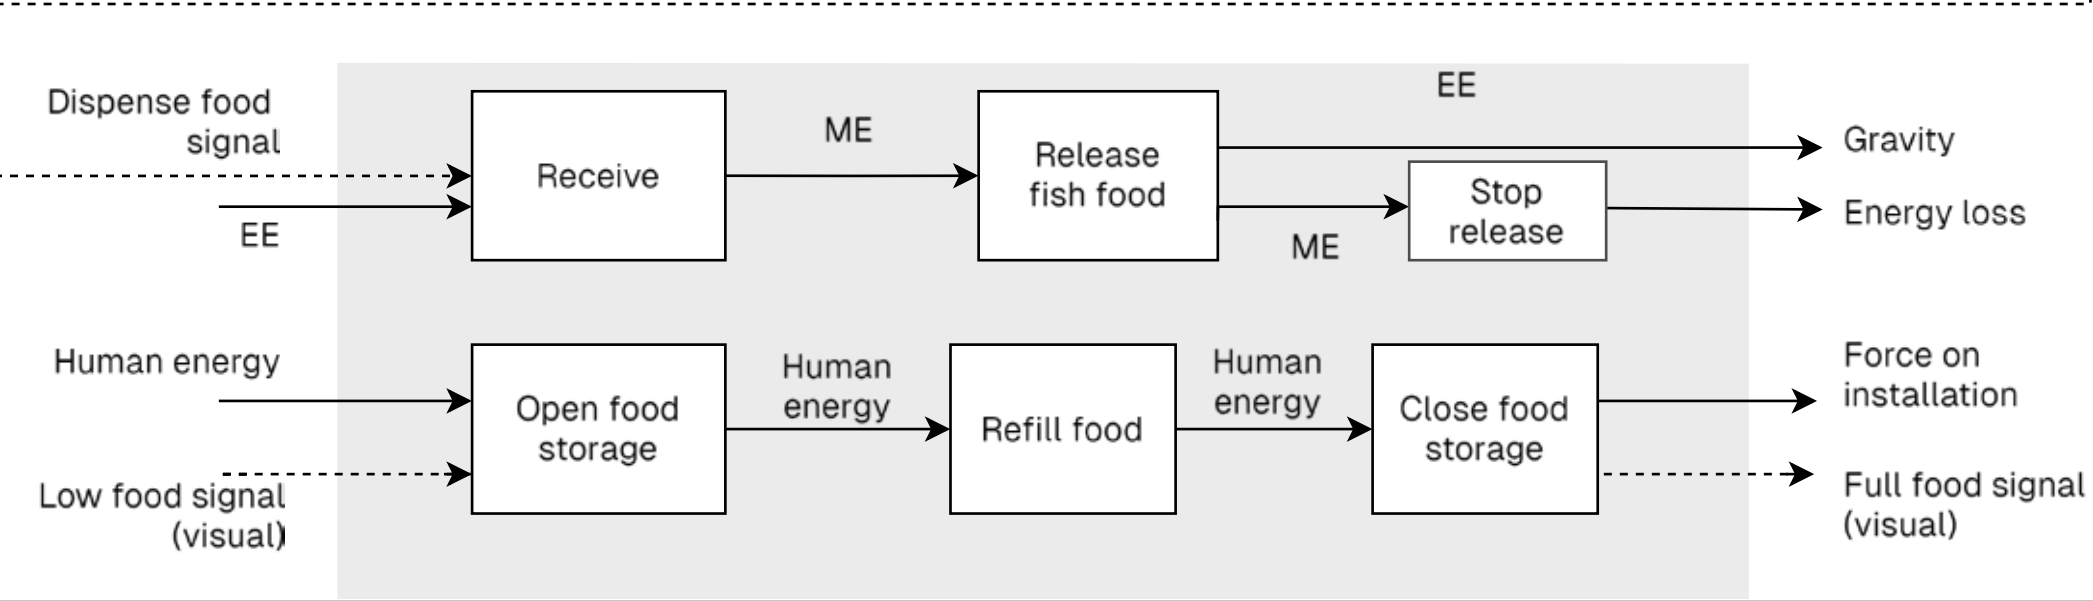 Dispense food
signal
EE
Receive
ME
Release
fish food
EE
Gravity
ME
Stop
release
Energy loss
Human energy
Low food signal
(visual)
Open food
storage
Human
energy
Refill food
Human
energy
Close food
storage
Force on
installation
Full food signal
(visual)